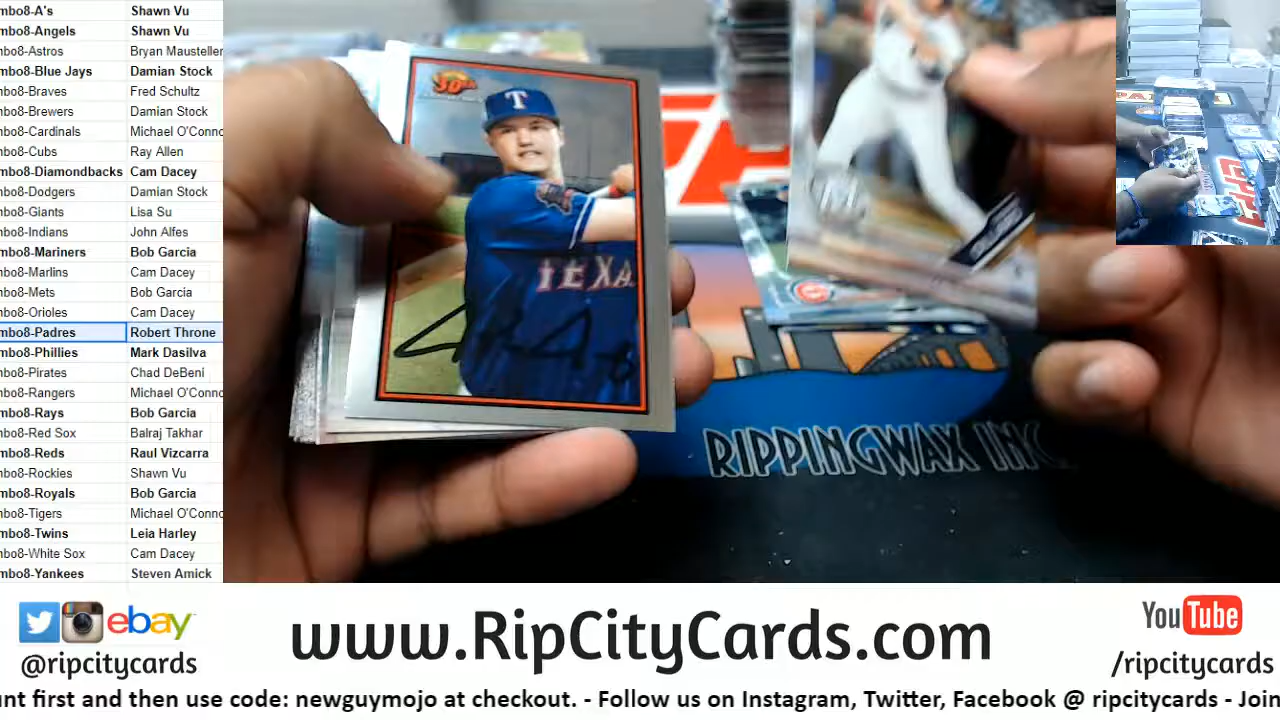 mbo8-A's Shawn Vu
mbo8-Angels Shawn Vu
mbo8-Astros Bryan Mausteller
mbo8-Blue Jays Damian Stock
mbo8-Braves Fred Schultz
mbo8-Brewers Damian Stock
mbo8-Cardinals Michael O'Conno
mbo8-Cubs Ray Allen
mbo8-Diamondbacks Cam Dacey
mbo8-Dodgers Damian Stock
mbo8-Giants Lisa Su
mbo8-Indians John Alfes
mbo8-Mariners Bob Garcia
mbo8-Marlins Cam Dacey
mbo8-Mets Bob Garcia
mbo8-Orioles Cam Dacey
mbo8-Padres Robert Throne
mbo8-Phillies Mark Dasilva
mbo8-Pirates Chad DeBeni
mbo8-Rangers Michael O'Conno
mbo8-Rays Bob Garcia
mbo8-Red Sox Balraj Takhar
mbo8-Reds Raul Vizcarra
mbo8-Rockies Shawn Vu
mbo8-Royals Bob Garcia
mbo8-Tigers Michael O'Conno
mbo8-Twins Leia Harley
mbo8-White Sox Cam Dacey
mbo8-Yankees Steven Amick
30th
T
TEXA
RIPPINGWAX INC
ebay
@ripcitycards
www.RipCityCards.com
YouTube
/ripcitycards
nt first and then use code: newguymojo at checkout. - Follow us on Instagram, Twitter, Facebook @ ripcitycards - Join